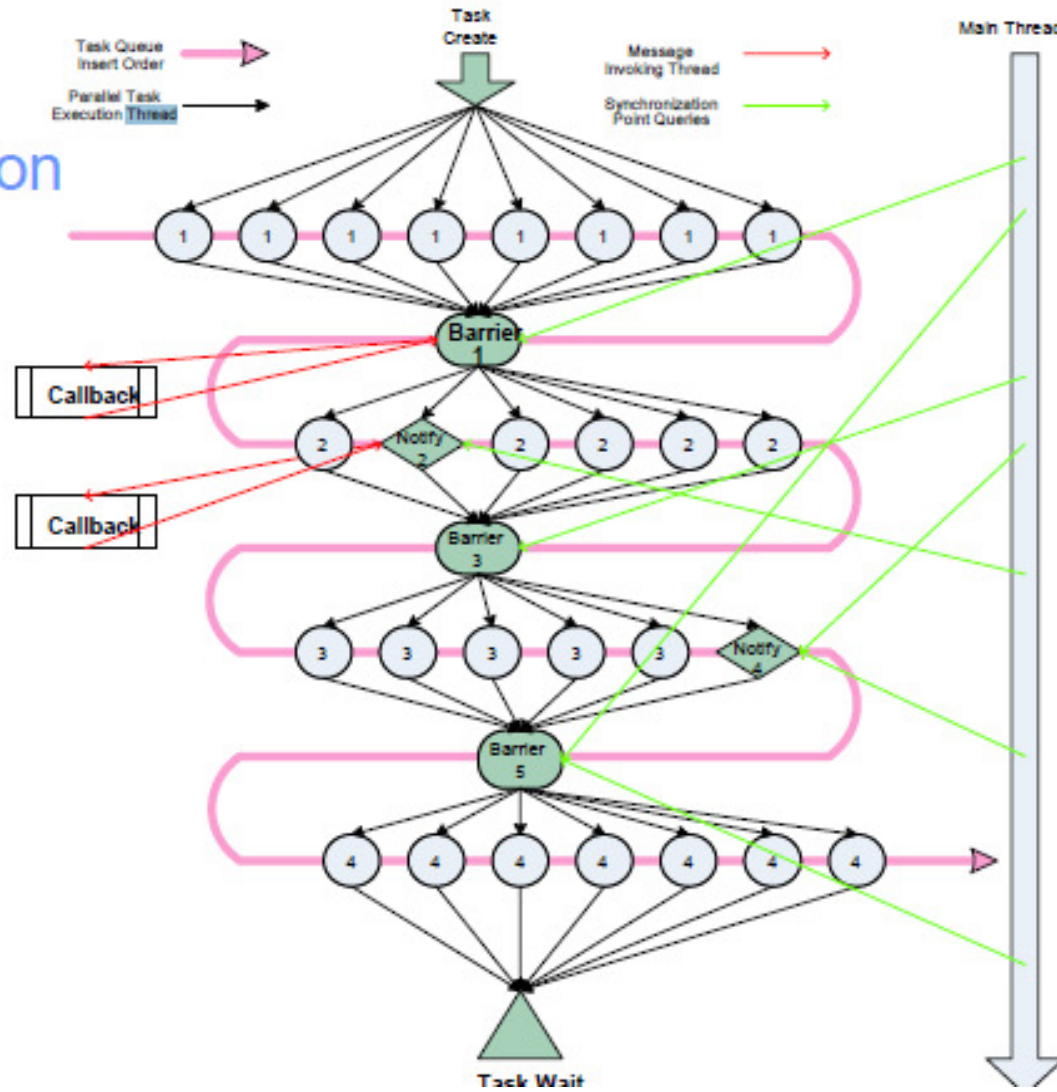 Task
Create
Main Thread
Task Queue
Insert Order
Message
Invoking Thread
Parallel Task
Execution Thread
Synchronization
Point Queries
on
1 1 1 1 1 1 1 1
Barrier
1
Callback
2 Notify 2 2 2 2 2
Callback
Barrier
3
3 3 3 3 3 Notify 4
Barrier
5
4 4 4 4 4 4 4
Task Wait